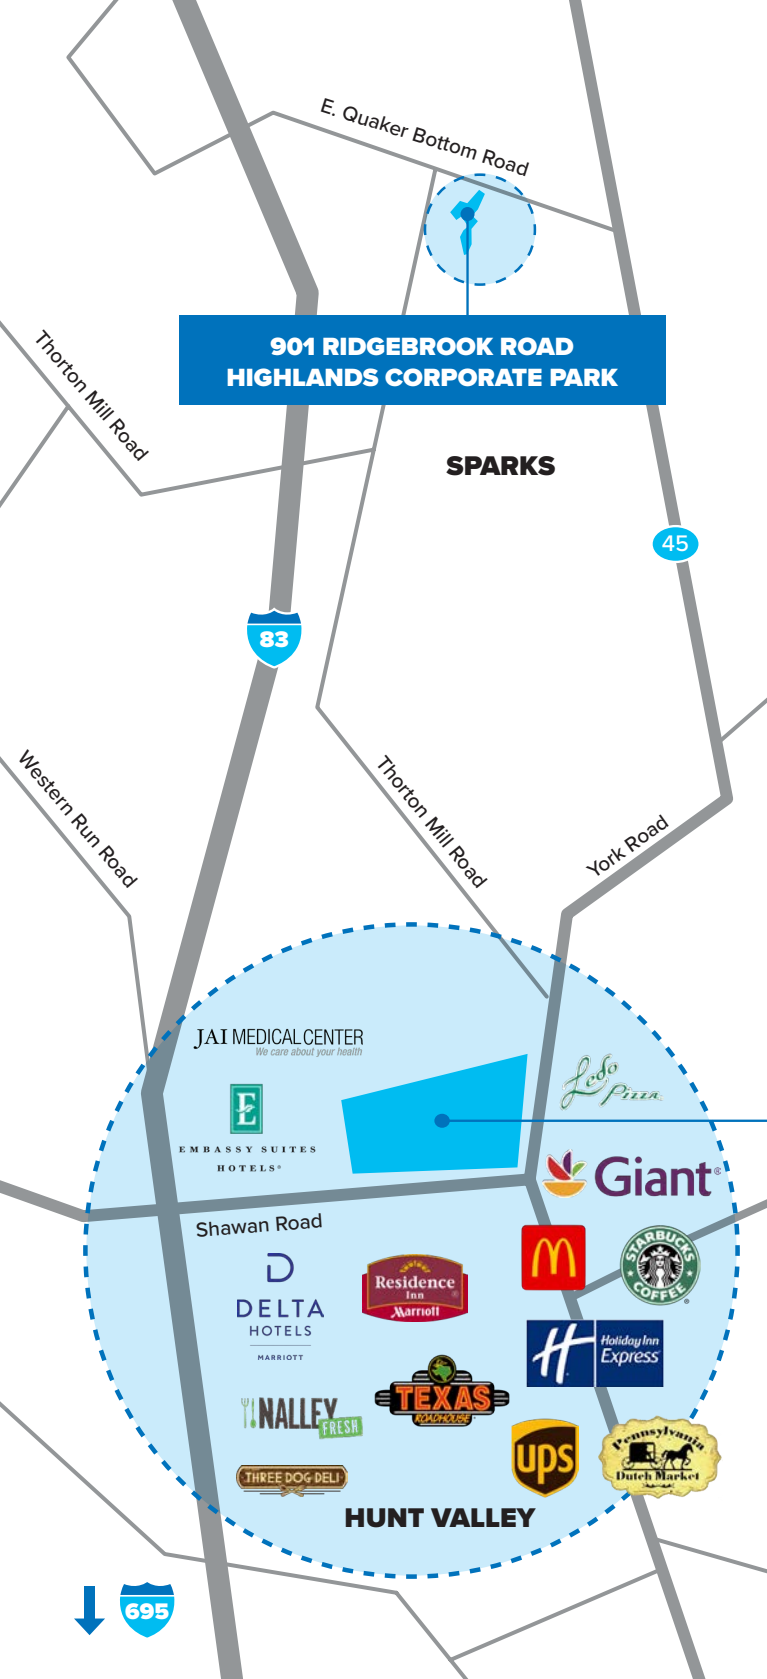 E. Quaker Bottom Road
901 RIDGEBROOK ROAD
HIGHLANDS CORPORATE PARK
Thorton Mill Road
SPARKS
45
83
Western Run Road
Thorton Mill Road
York Road
JAI MEDICAL CENTER
We care about your health
Ledo
Pizza
E
EMBASSY SUITES
HOTELS®
Giant®
Shawan Road
STARBUCKS
COFFEE®
D
DELTA
HOTELS
MARRIOTT
Residence
Inn®
Marriott
M
H Holiday Inn
Express®
TEXAS
ROADHOUSE
NALLEY
FRESH
ups
Pennsylvania
Dutch Market
THREE DOG DELI
HUNT VALLEY
695